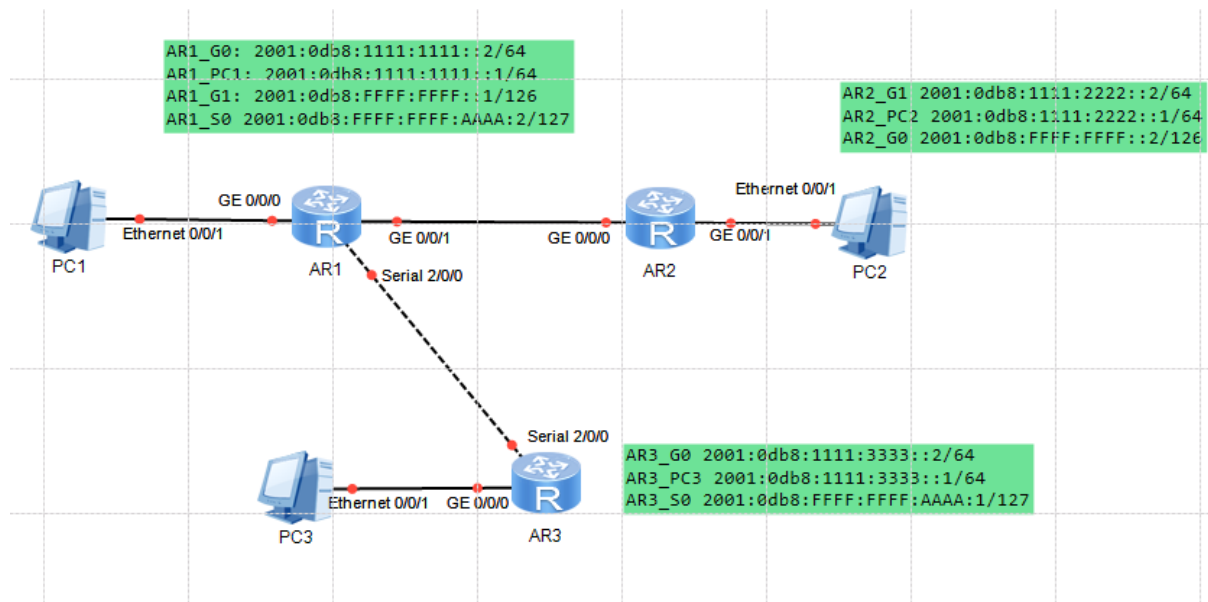 AR1_G0: 2001:0db8:1111:1111::2/64
AR1_PC1: 2001:0db8:1111:1111::1/64
AR1_G1: 2001:0db8:FFFF:FFFF::1/126
AR1_S0 2001:0db8:FFFF:FFFF:AAAA:2/127
AR2_G1 2001:0db8:1111:2222::2/64
AR2_PC2 2001:0db8:1111:2222::1/64
AR2_G0 2001:0db8:FFFF:FFFF::2/126
GE 0/0/0
Ethernet 0/0/1
PC1
R
AR1
GE 0/0/1
Serial 2/0/0
GE 0/0/0
R
AR2
GE 0/0/1
Ethernet 0/0/1
PC2
Serial 2/0/0
AR3_G0 2001:0db8:1111:3333::2/64
AR3_PC3 2001:0db8:1111:3333::1/64
AR3_S0 2001:0db8:FFFF:FFFF:AAAA:1/127
Ethernet 0/0/1
GE 0/0/0
R
PC3
AR3